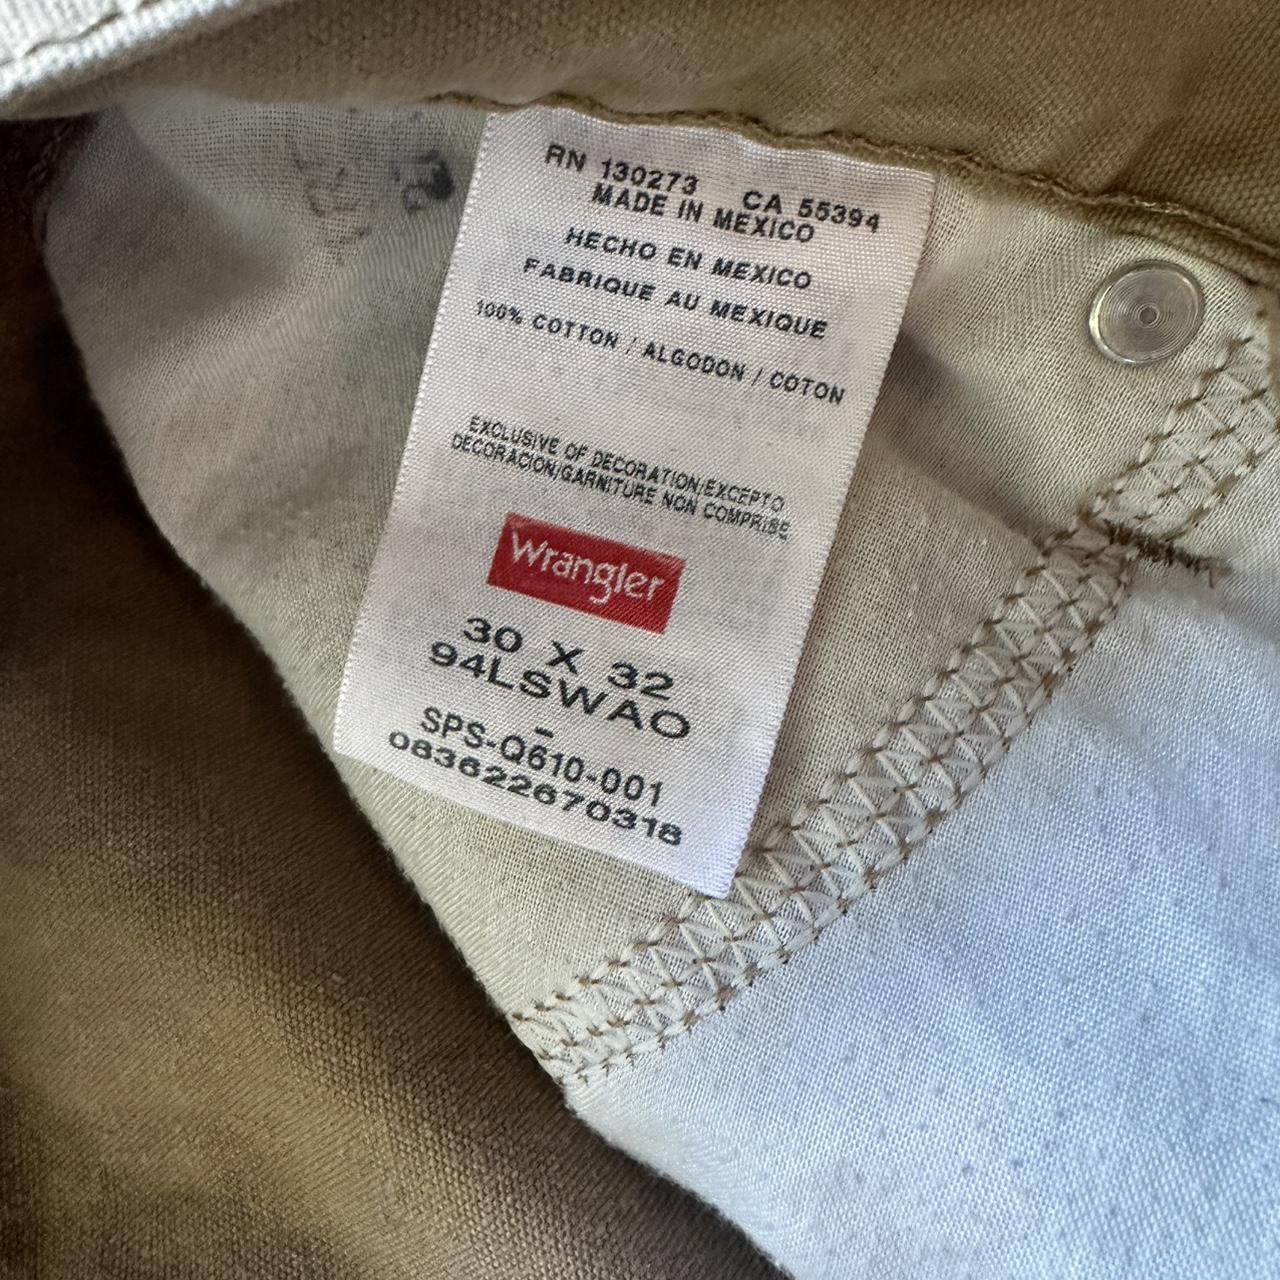 RN 130273 CA 55394
MADE IN MEXICO
HECHO EN MEXICO
FABRIQUE AU MEXIQUE
100% COTTON / ALGODON / COTON
EXCLUSIVE OF DECORATION/EXCEPTO
DECORACION/GARNITURE NON COMPRISE
Wrangler
30 X 32
94LSWAO
-
SPS-Q610-001
083622670318